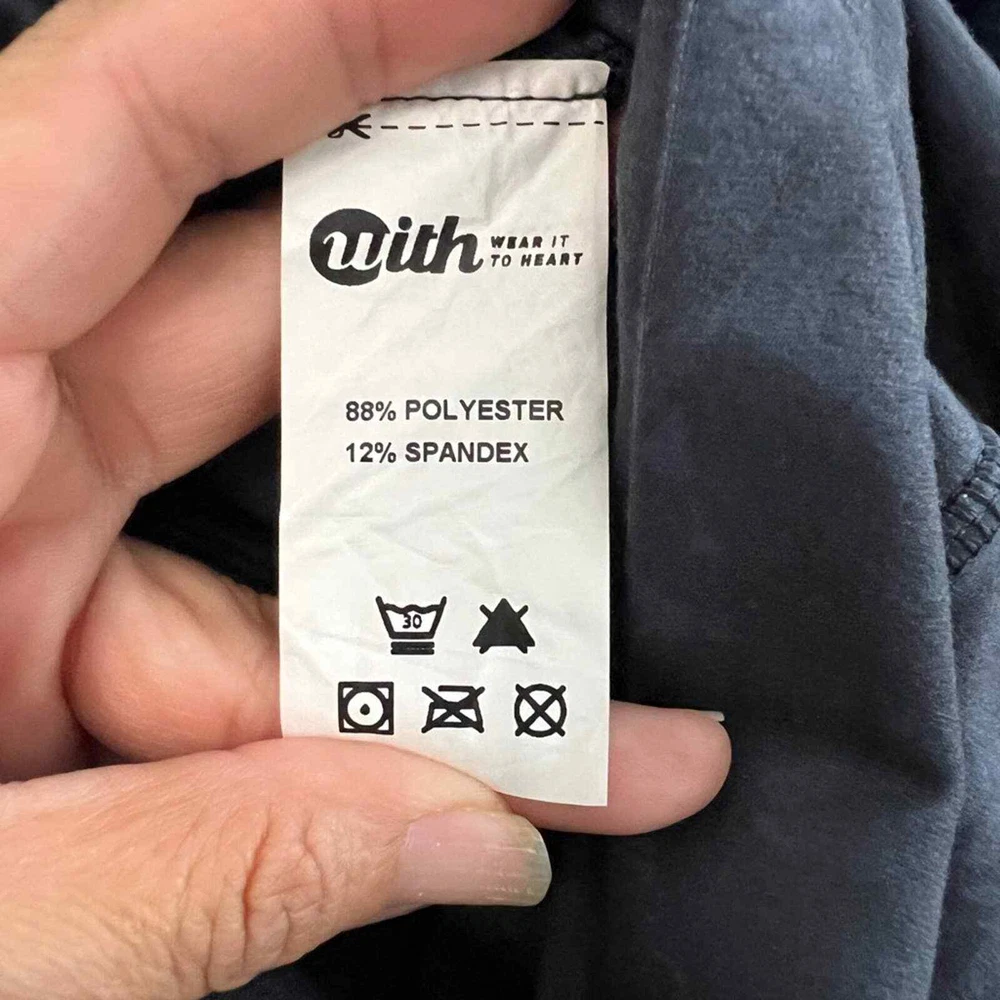 with WEAR IT
TO HEART
88% POLYESTER
12% SPANDEX
30